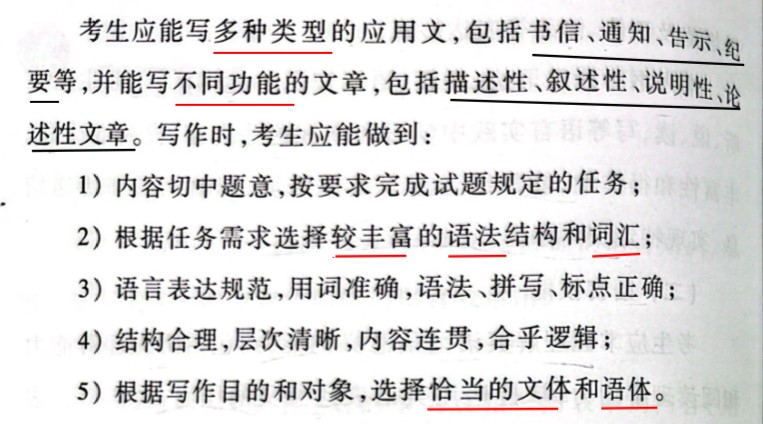 考生应能写多种类型的应用文,包括书信、通知、告示、纪
要等,并能写不同功能的文章,包括描述性、叙述性、说明性、论
述性文章。写作时,考生应能做到:
1) 内容切中题意,按要求完成试题规定的任务;
2) 根据任务需求选择较丰富的语法结构和词汇;
3) 语言表达规范,用词准确,语法、拼写、标点正确;
4) 结构合理,层次清晰,内容连贯,合乎逻辑;
5) 根据写作目的和对象,选择恰当的文体和语体。